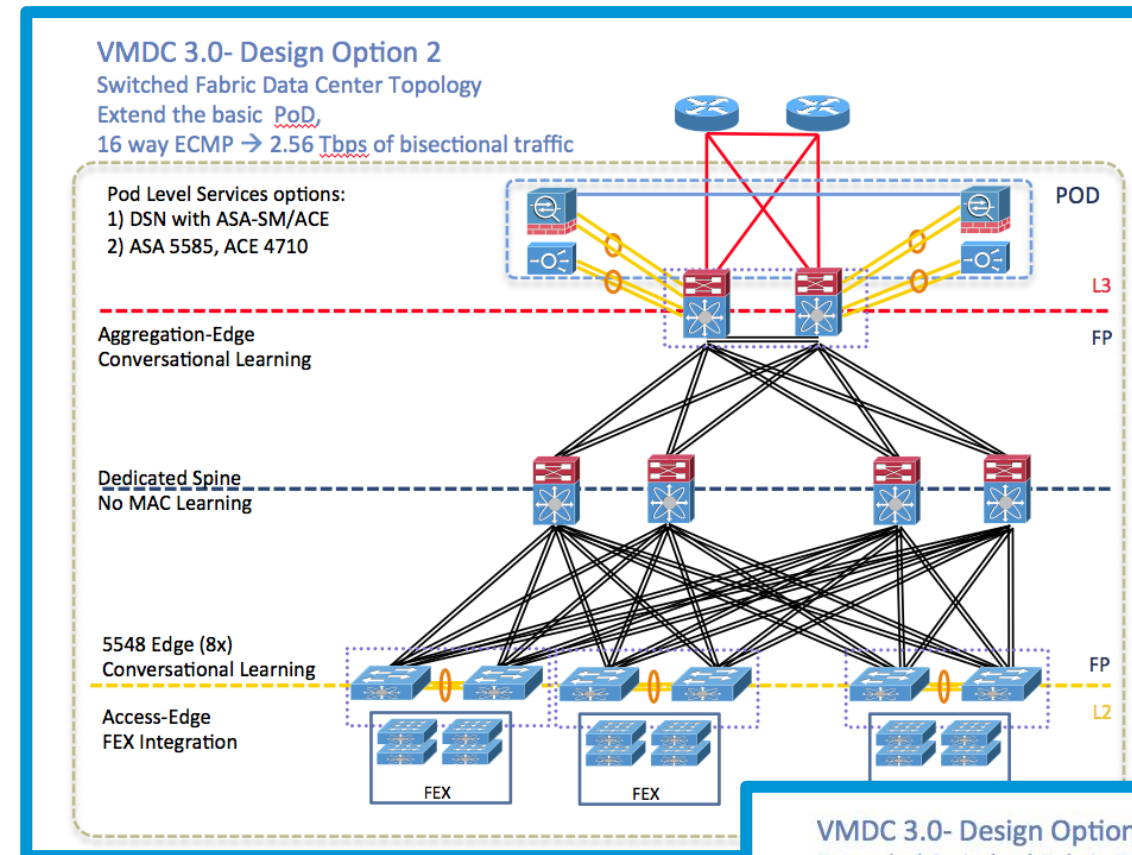 VMDC 3.0- Design Option 2
Switched Fabric Data Center Topology
Extend the basic PoD,
16 way ECMP → 2.56 Tbps of bisectional traffic
Pod Level Services options:
1) DSN with ASA-SM/ACE
2) ASA 5585, ACE 4710
POD
L3
Aggregation-Edge
Conversational Learning
FP
Dedicated Spine
No MAC Learning
5548 Edge (8x)
Conversational Learning
FP
L2
Access-Edge
FEX Integration
FEX
FEX
VMDC 3.0- Design Option